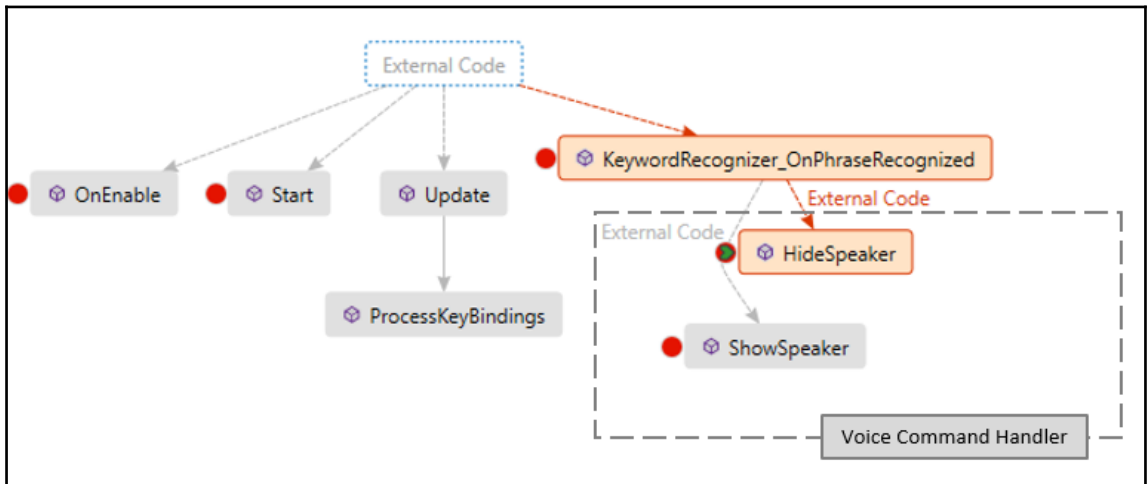 External Code
KeywordRecognizer_OnPhraseRecognized
OnEnable
Start
Update
External Code
External Code
HideSpeaker
ProcessKeyBindings
ShowSpeaker
Voice Command Handler